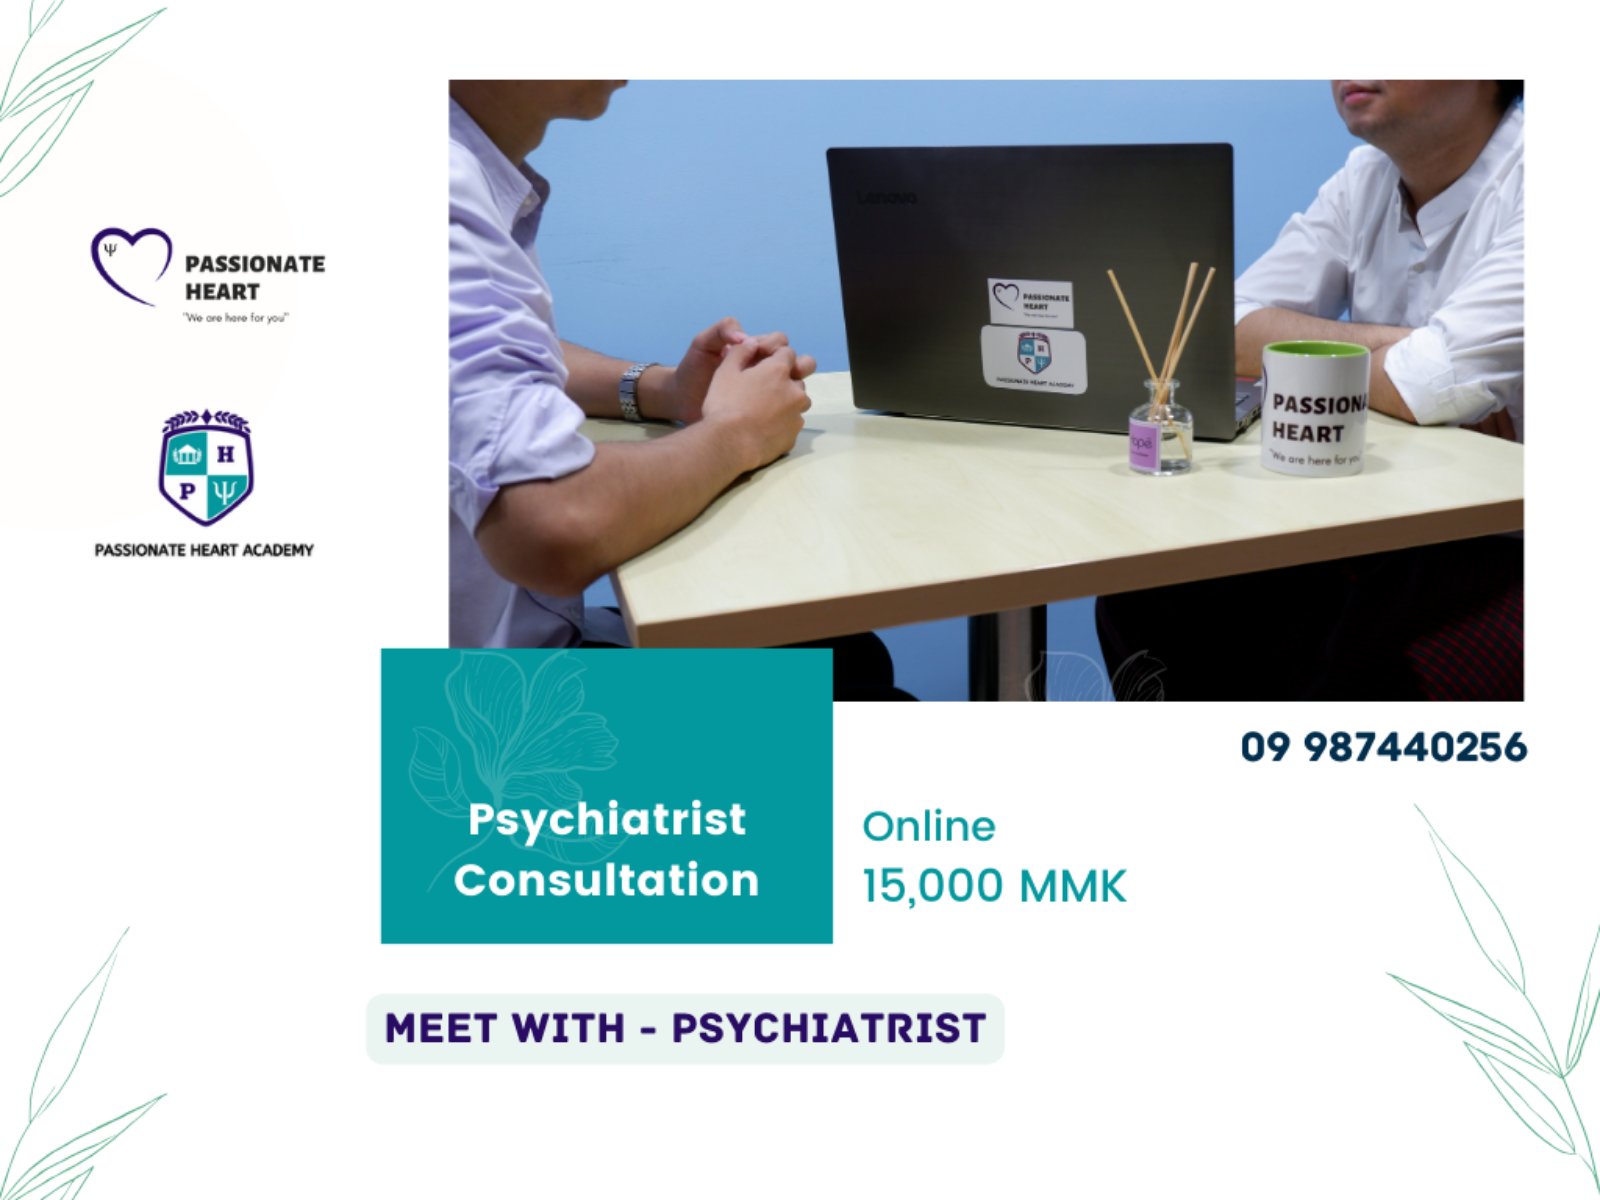 PASSIONATE
HEART
"We are here for you"
P H
P Ψ
PASSIONATE HEART ACADEMY
Lenovo
PASSIONATE
HEART
H
P Ψ
PASSIONATE HEART ACADEMY
PASSIONA
HEART
"We are here for you
09 987440256
Psychiatrist
Consultation
Online
15,000 MMK
MEET WITH - PSYCHIATRIST